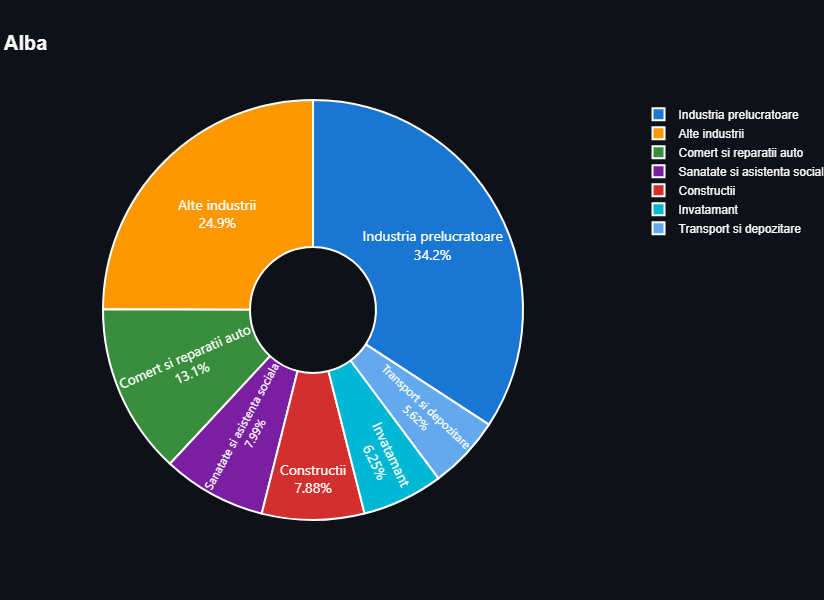 Alba
Industria prelucratoare
34.2%
Alte industrii
24.9%
Comert si reparatii auto
13.1%
Sanatate si asistenta sociala
7.99%
Constructii
7.88%
Invatamant
6.25%
Transport si depozitare
5.62%
Industria prelucratoare
Alte industrii
Comert si reparatii auto
Sanatate si asistenta social
Constructii
Invatamant
Transport si depozitare